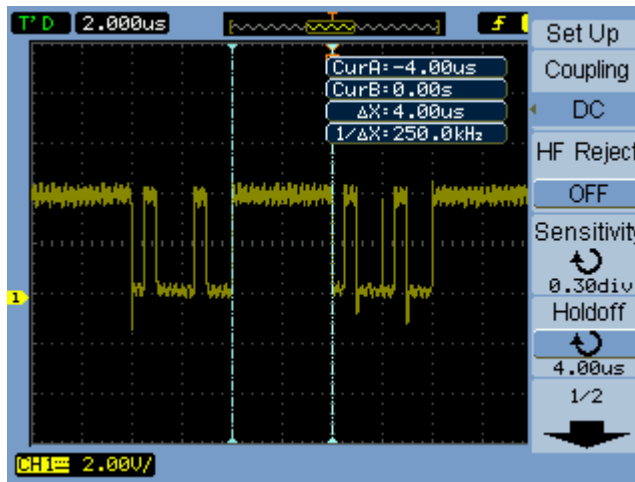 T'D 2.000us
CurA:-4.00us
CurB:0.00s
ΔX:4.00us
1/ΔX:250.0kHz
Set Up
Coupling
DC
HF Reject
OFF
Sensitivity
0.30div
Holdoff
4.00us
1/2
1
CH1 2.00V/